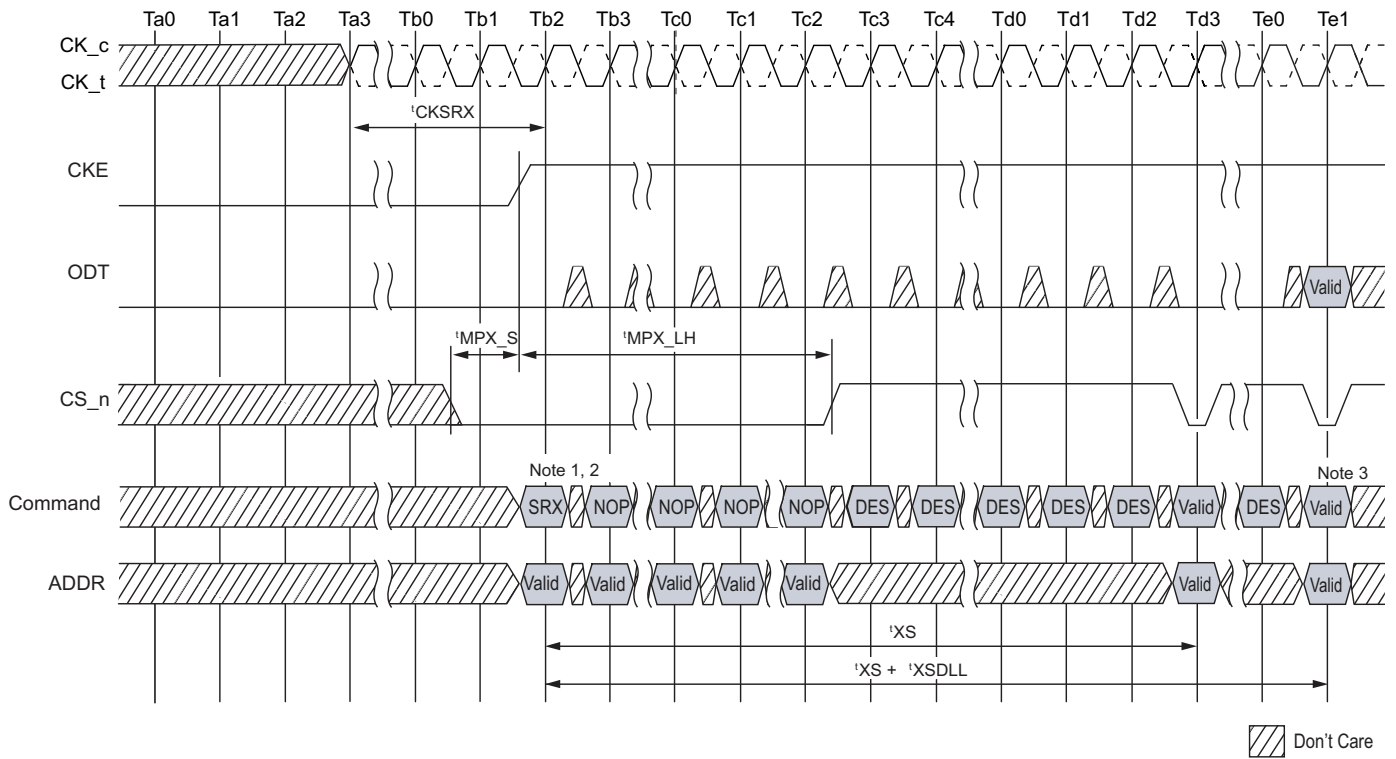 Ta0 Ta1 Ta2 Ta3 Tb0 Tb1 Tb2 Tb3 Tc0 Tc1 Tc2 Tc3 Tc4 Td0 Td1 Td2 Td3 Te0 Te1
CK_c
CK_t
tCKSRX
CKE
ODT
Valid
tMPX_S tMPX_LH
CS_n
Note 1, 2 Note 3
Command SRX NOP NOP NOP NOP DES DES DES DES DES Valid DES Valid
ADDR Valid Valid Valid Valid Valid Valid Valid
tXS
tXS + tXSDLL
Don't Care